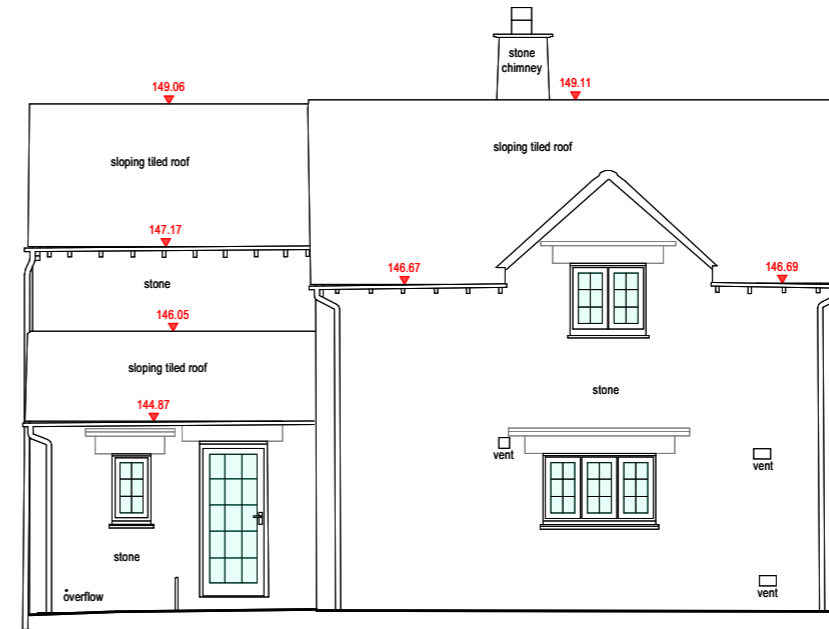 stone
chimney
149.06
149.11
sloping tiled roof
sloping tiled roof
147.17
146.67
146.69
stone
146.05
sloping tiled roof
stone
144.87
vent
vent
stone
overflow
vent